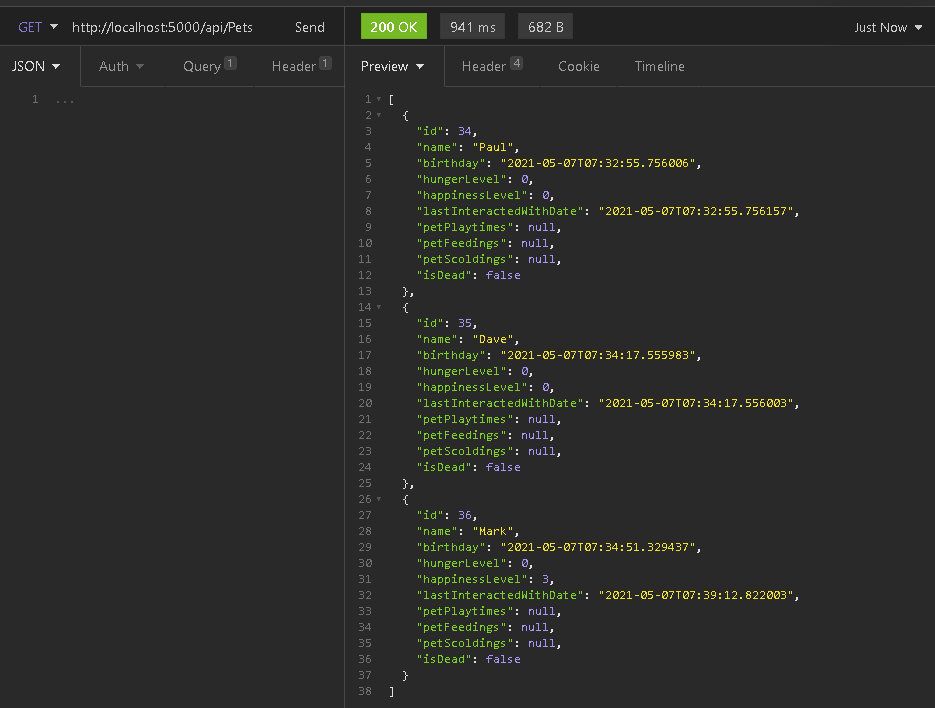 GET http://localhost:5000/api/Pets Send 200 OK 941 ms 682 B Just Now
JSON Auth Query 1 Header 1 Preview Header 4 Cookie Timeline
1 ...
1 [
2 {
3 "id": 34,
4 "name": "Paul",
5 "birthday": "2021-05-07T07:32:55.756006",
6 "hungerLevel": 0,
7 "happinessLevel": 0,
8 "lastInteractedWithDate": "2021-05-07T07:32:55.756157",
9 "petPlaytimes": null,
10 "petFeedings": null,
11 "petScoldings": null,
12 "isDead": false
13 },
14 {
15 "id": 35,
16 "name": "Dave",
17 "birthday": "2021-05-07T07:34:17.555983",
18 "hungerLevel": 0,
19 "happinessLevel": 0,
20 "lastInteractedWithDate": "2021-05-07T07:34:17.556003",
21 "petPlaytimes": null,
22 "petFeedings": null,
23 "petScoldings": null,
24 "isDead": false
25 },
26 {
27 "id": 36,
28 "name": "Mark",
29 "birthday": "2021-05-07T07:34:51.329437",
30 "hungerLevel": 0,
31 "happinessLevel": 3,
32 "lastInteractedWithDate": "2021-05-07T07:39:12.822003",
33 "petPlaytimes": null,
34 "petFeedings": null,
35 "petScoldings": null,
36 "isDead": false
37 }
38 ]